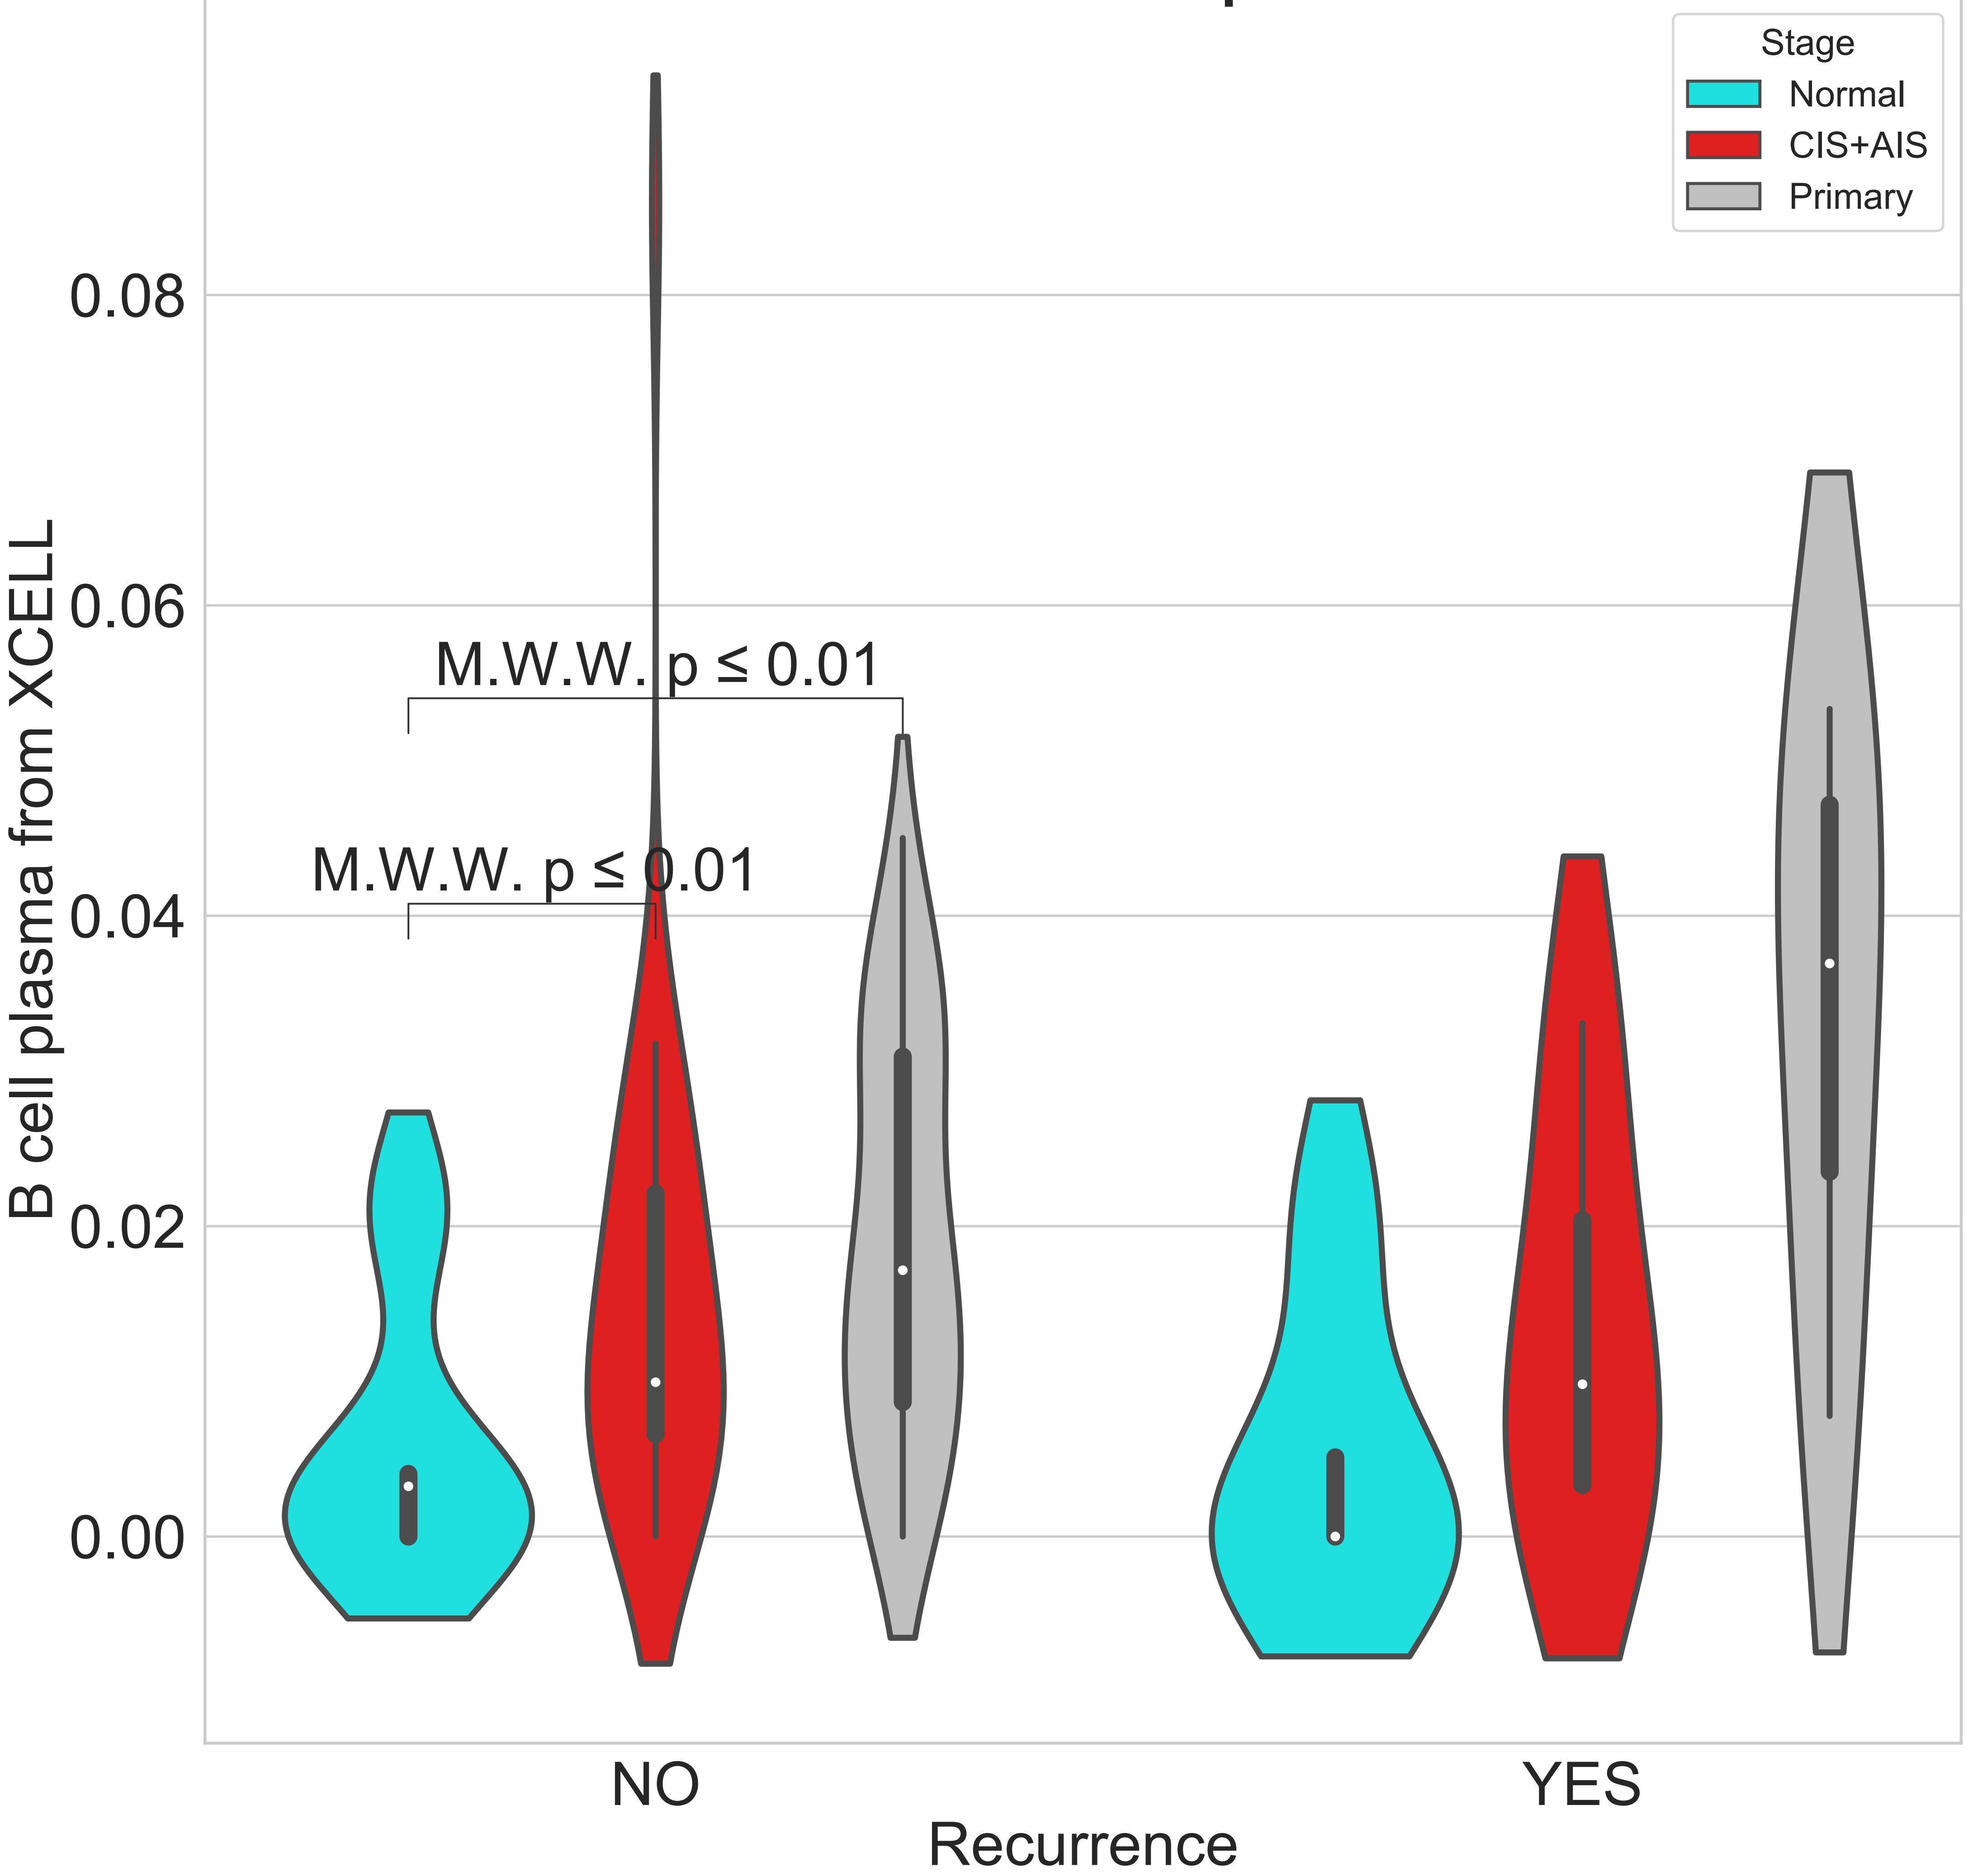 Stage
Normal
CIS+AIS
Primary
B cell plasma from XCELL
0.08
0.06
0.04
0.02
0.00
M.W.W. p ≤ 0.01
M.W.W. p ≤ 0.01
NO
YES
Recurrence